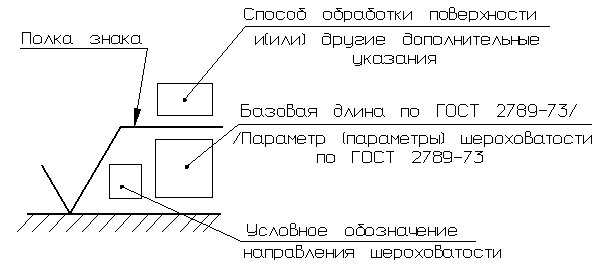 Способ обработки поверхности
и(или) другие дополнительные
указания
Полка знака
Базовая длина по ГОСТ 2789-73/
/Параметр (параметры) шероховатости
по ГОСТ 2789-73
Условное обозначение
направления шероховатости